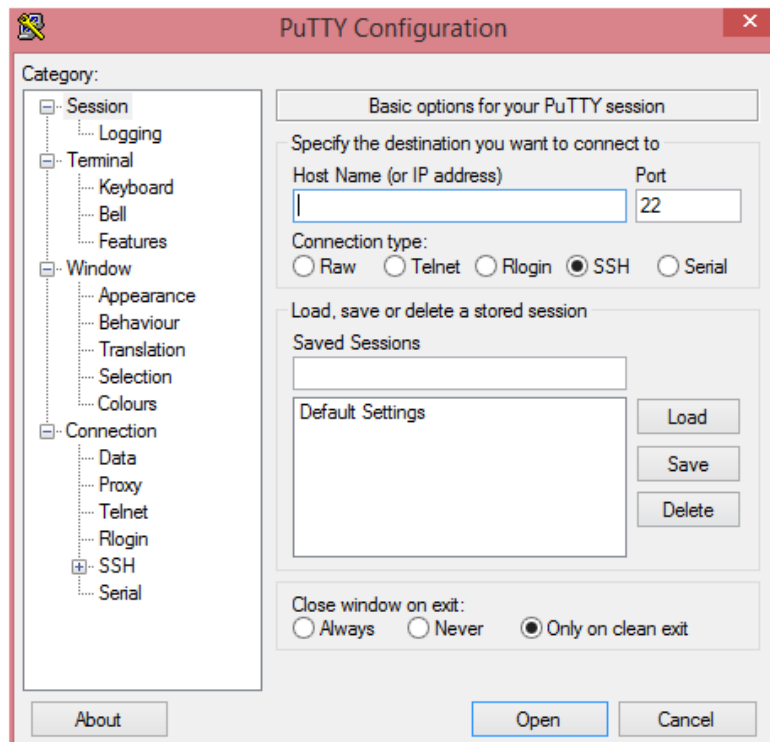 PuTTY Configuration
Category:
Session
Logging
Terminal
Keyboard
Bell
Features
Window
Appearance
Behaviour
Translation
Selection
Colours
Connection
Data
Proxy
Telnet
Rlogin
SSH
Serial
Basic options for your PuTTY session
Specify the destination you want to connect to
Host Name (or IP address) Port
22
Connection type:
Raw Telnet Rlogin SSH Serial
Load, save or delete a stored session
Saved Sessions
Default Settings
Load
Save
Delete
Close window on exit:
Always Never Only on clean exit
About Open Cancel